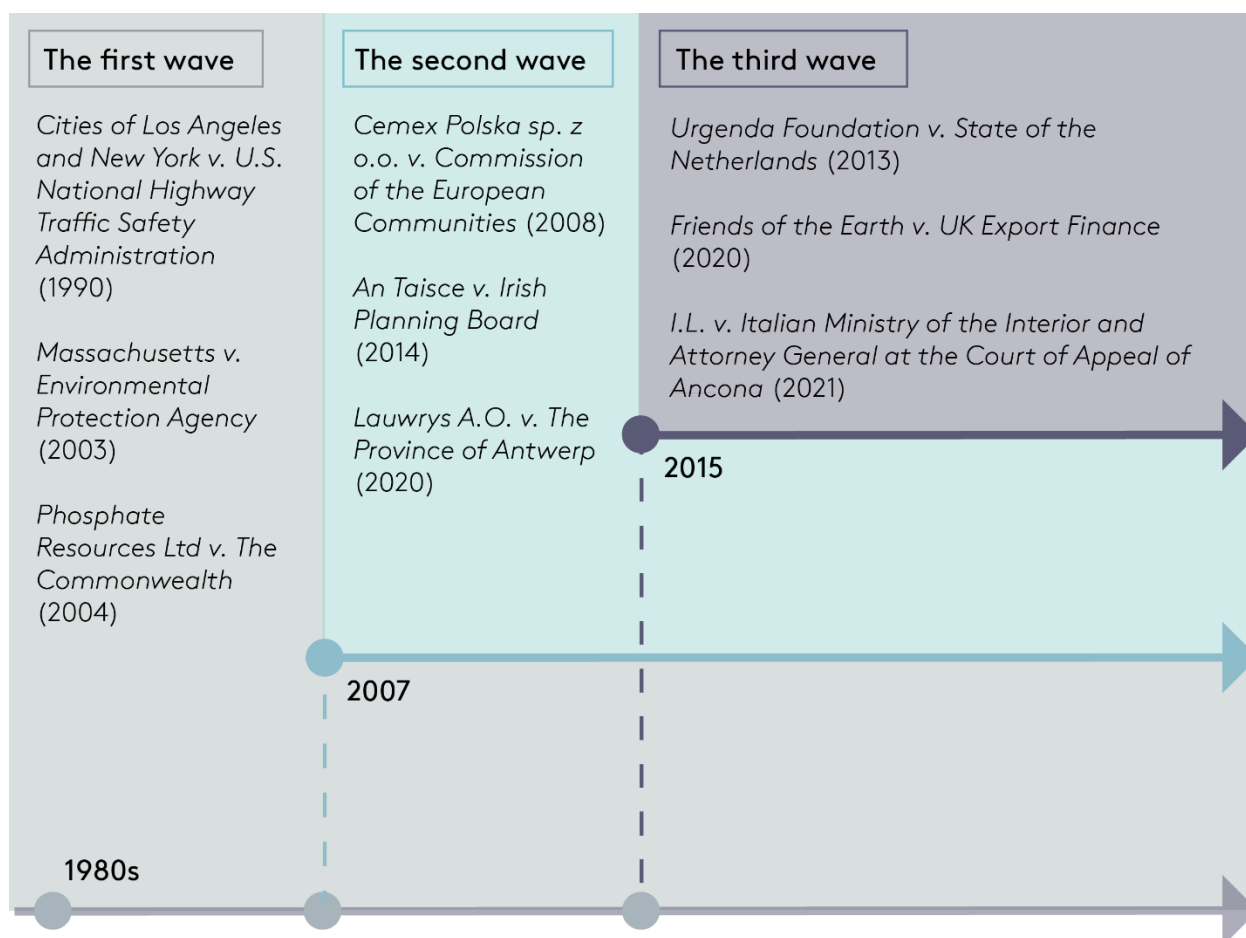 The first wave
Cities of Los Angeles
and New York v. U.S.
National Highway
Traffic Safety
Administration
(1990)
Massachusetts v.
Environmental
Protection Agency
(2003)
Phosphate
Resources Ltd v. The
Commonwealth
(2004)
The second wave
Cemex Polska sp. z
o.o. v. Commission
of the European
Communities (2008)
An Taisce v. Irish
Planning Board
(2014)
Lauwrys A.O. v. The
Province of Antwerp
(2020)
The third wave
Urgenda Foundation v. State of the
Netherlands (2013)
Friends of the Earth v. UK Export Finance
(2020)
I.L. v. Italian Ministry of the Interior and
Attorney General at the Court of Appeal of
Ancona (2021)
2015
2007
1980s